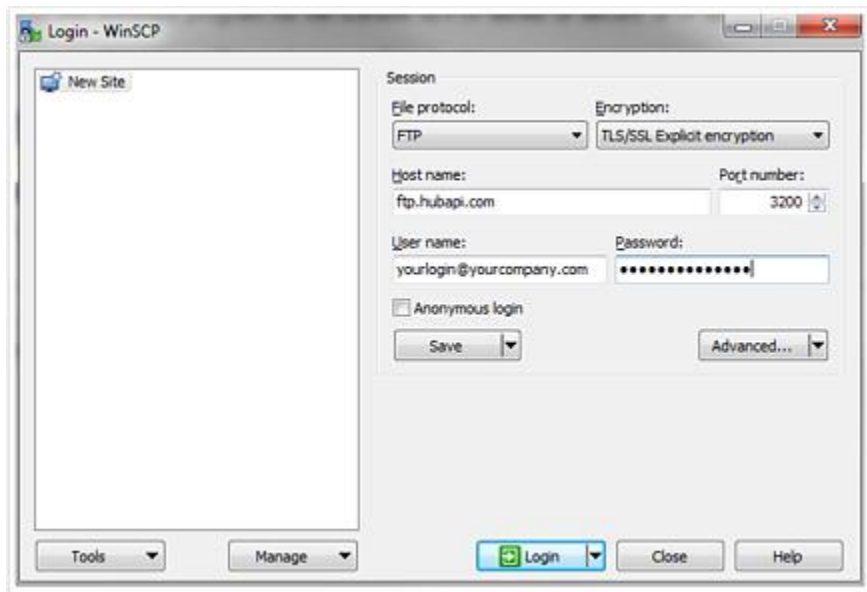 Login - WinSCP
New Site
Session
File protocol: Encryption:
FTP TLS/SSL Explicit encryption
Host name: Port number:
ftp.hubapi.com 3200
User name: Password:
yourlogin@yourcompany.com ••••••••••••••
Anonymous login
Save Advanced...
Tools Manage Login Close Help